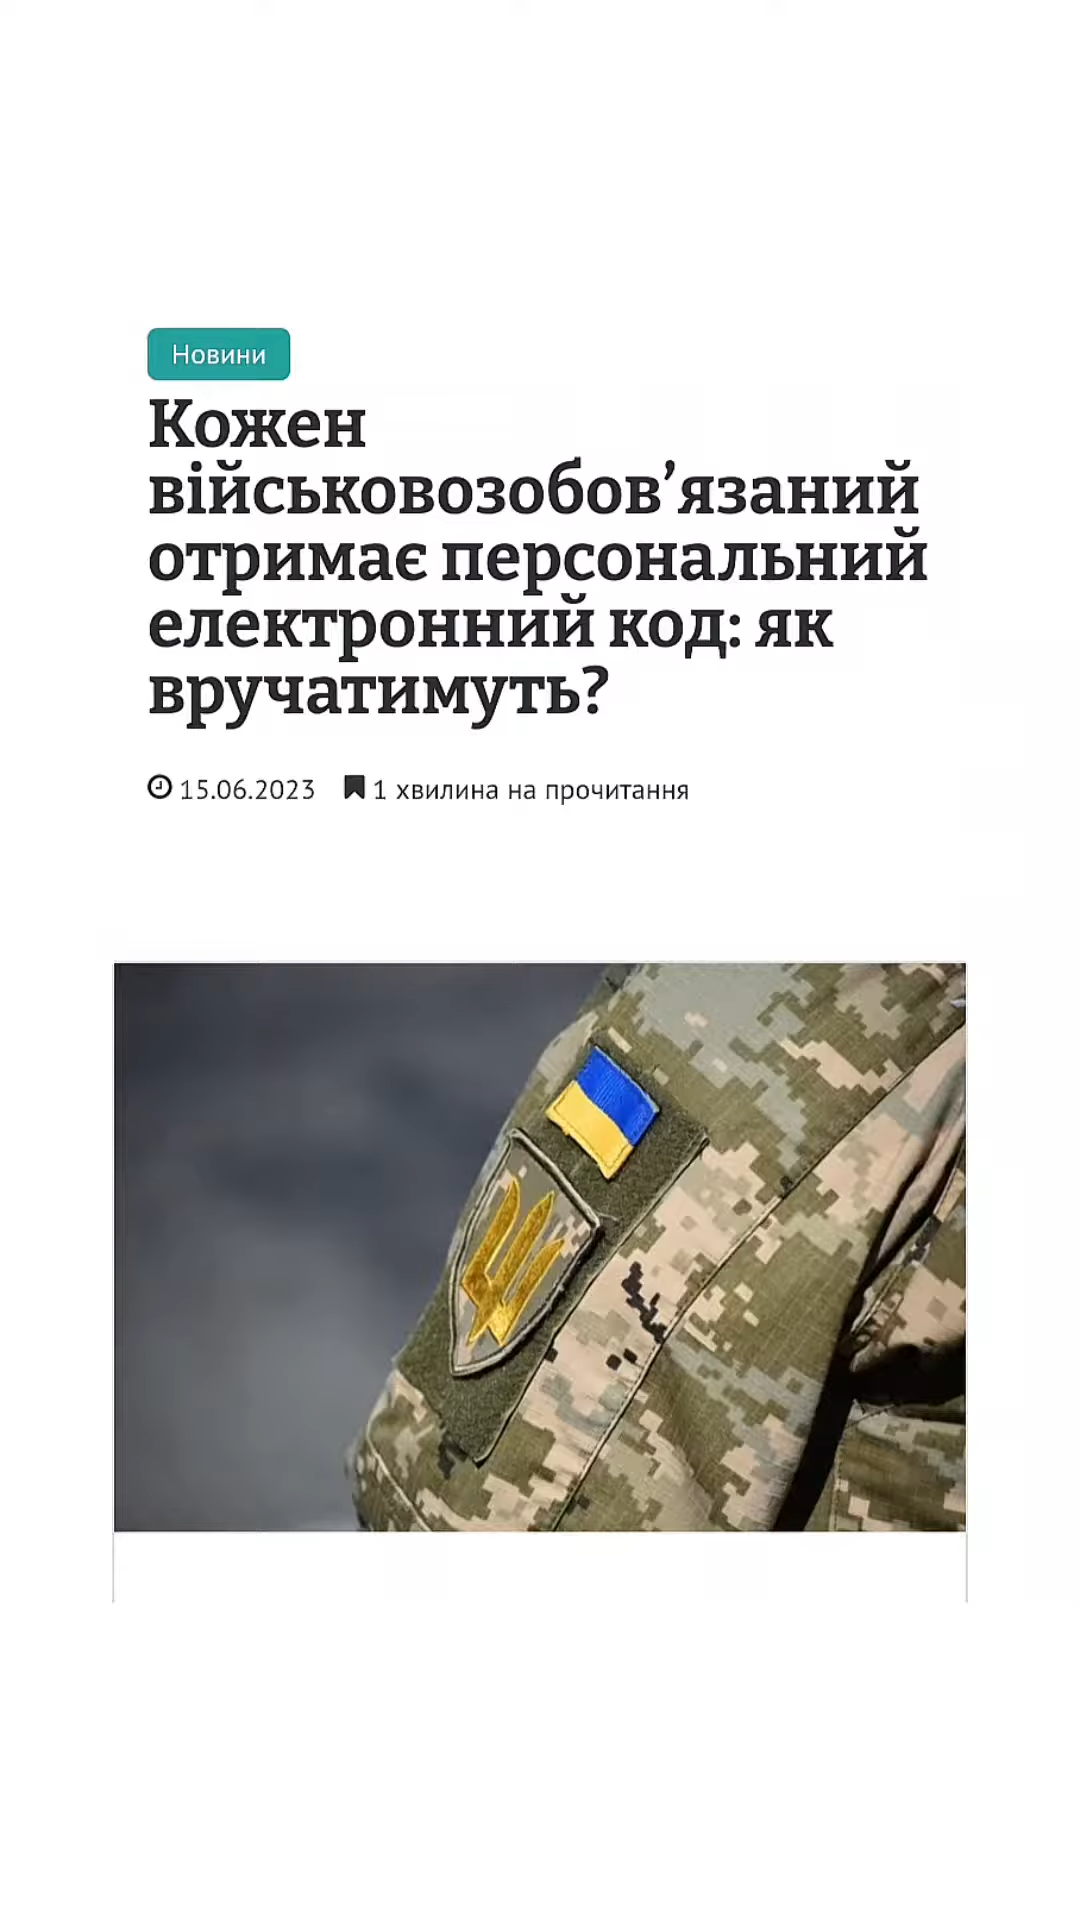 Новини
Кожен
військовозобов’язаний
отримає персональний
електронний код: як
вручатимуть?
15.06.2023 1 хвилина на прочитання